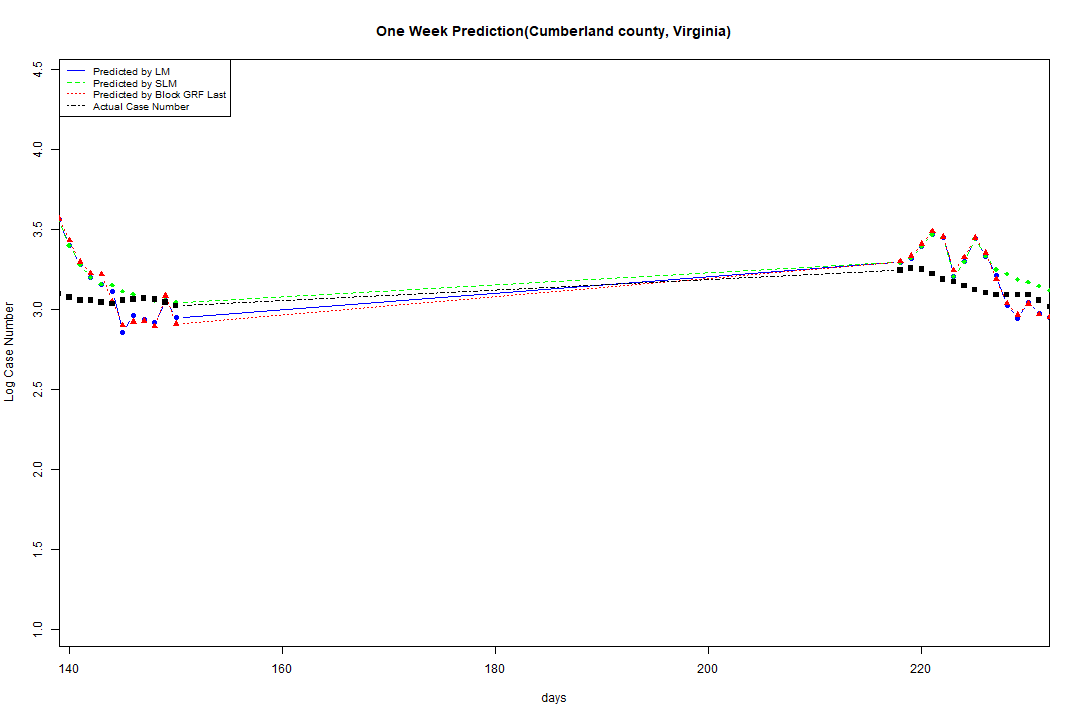 One Week Prediction(Cumberland county, Virginia)
Predicted by LM
Predicted by SLM
Predicted by Block GRF Last
Actual Case Number
4.5
4.0
3.5
3.0
2.5
2.0
1.5
1.0
Log Case Number
140 160 180 200 220
days